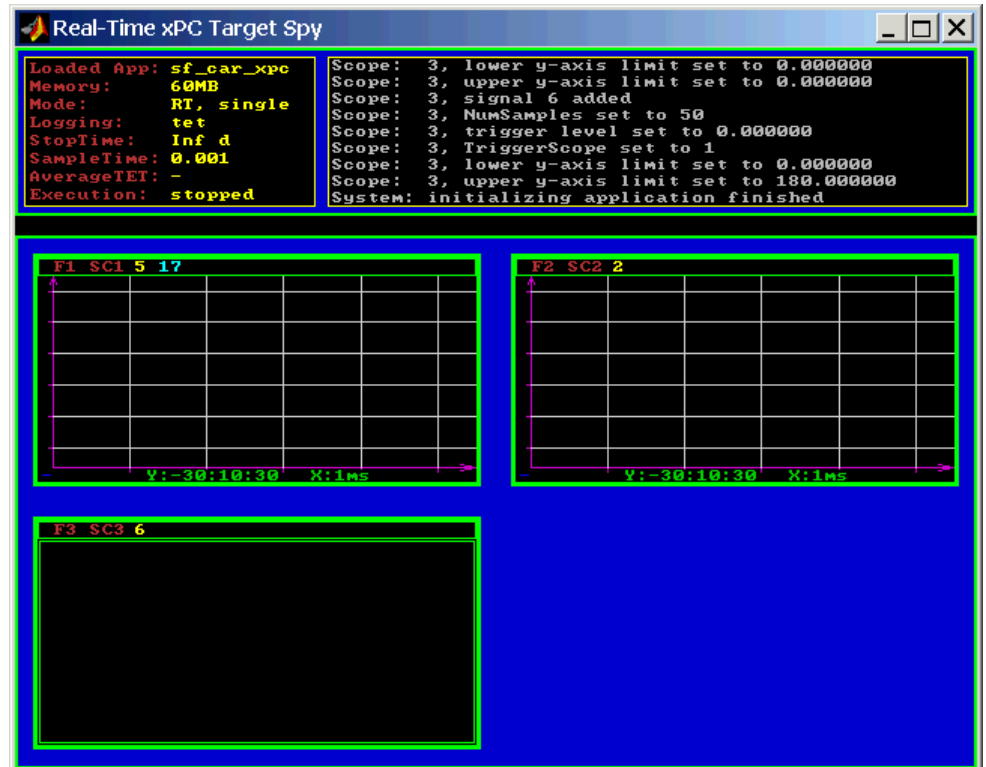 Real-Time xPC Target Spy
Loaded App: sf_car_xpc
Memory: 60MB
Mode: RT, single
Logging: tet
StopTime: Inf d
SampleTime: 0.001
AverageTET: -
Execution: stopped
Scope: 3, lower y-axis limit set to 0.000000
Scope: 3, upper y-axis limit set to 0.000000
Scope: 3, signal 6 added
Scope: 3, NumSamples set to 50
Scope: 3, trigger level set to 0.000000
Scope: 3, TriggerScope set to 1
Scope: 3, lower y-axis limit set to 0.000000
Scope: 3, upper y-axis limit set to 180.000000
System: initializing application finished
F1 SC1 5 17
Y:-30:10:30 X:1ms
F2 SC2 2
Y:-30:10:30 X:1ms
F3 SC3 6